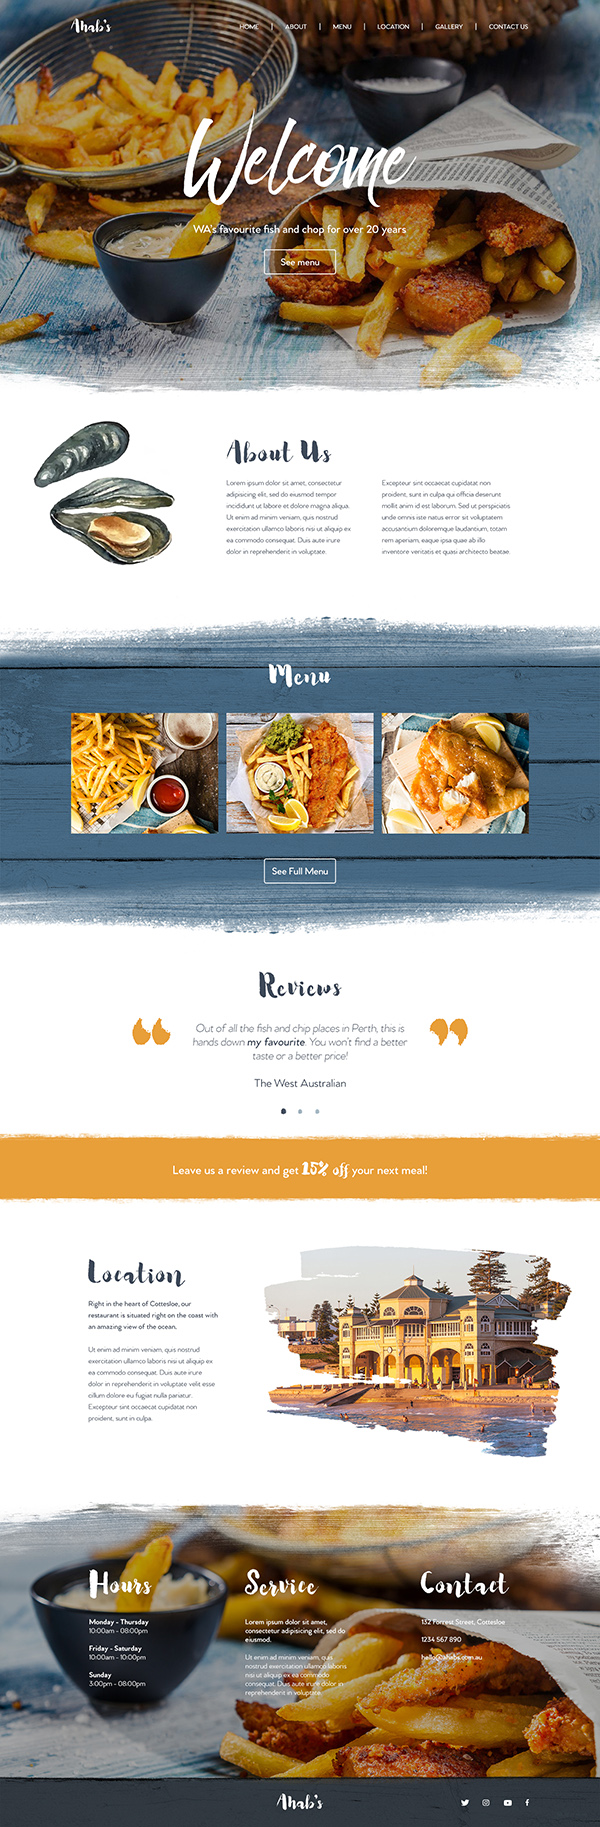 Ahab's
HOME | ABOUT | MENU | LOCATION | GALLERY | CONTACT US
Welcome
WA's favourite fish and chop for over 20 years
See menu
About Us
Lorem ipsum dolor sit amet, consectetur
adipisicing elit, sed do eiusmod tempor
incididunt ut labore et dolore magna aliqua.
Ut enim ad minim veniam, quis nostrud
exercitation ullamco laboris nisi ut aliquip ex
ea commodo consequat. Duis aute irure
dolor in reprehenderit in voluptate.
Excepteur sint occaecat cupidatat non
proident, sunt in culpa qui officia deserunt
mollit anim id est laborum. Sed ut perspiciatis
unde omnis iste natus error sit voluptatem
accusantium doloremque laudantium, totam
rem aperiam, eaque ipsa quae ab illo
inventore veritatis et quasi architecto beatae.
Menu
See Full Menu
Reviews
“ Out of all the fish and chip places in Perth, this is ”
hands down my favourite. You won't find a better
taste or a better price!
The West Australian
Leave us a review and get 15% off your next meal!
Location
Right in the heart of Cottesloe, our
restaurant is situated right on the coast with
an amazing view of the ocean.
Ut enim ad minim veniam, quis nostrud
exercitation ullamco laboris nisi ut aliquip ex
ea commodo consequat. Duis aute irure
dolor in reprehenderit in voluptate velit esse
cillum dolore eu fugiat nulla pariatur.
Excepteur sint occaecat cupidatat non
proident, sunt in culpa.
Hours
Monday - Thursday
10:00am - 08:00pm
Friday - Saturday
10:00am - 10:00pm
Sunday
3:00pm - 08:00pm
Service
Lorem ipsum dolor sit amet,
consectetur adipisicing elit, sed do
eiusmod.
Ut enim ad minim veniam, quis
nostrud exercitation ullamco laboris
nisi ut aliquip ex ea commodo
consequat. Duis aute irure dolor in
reprehenderit in voluptate.
Contact
132 Forrest Street, Cottesloe
1234 567 890
hello@ahabs.com.au
Ahab's